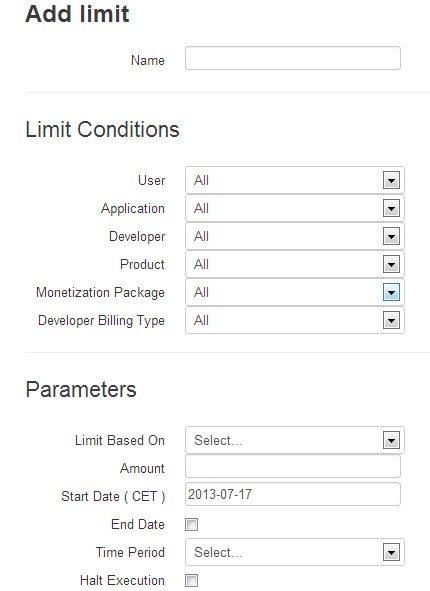 Add limit
Name
Limit Conditions
User All
Application All
Developer All
Product All
Monetization Package All
Developer Billing Type All
Parameters
Limit Based On Select...
Amount
Start Date ( CET ) 2013-07-17
End Date
Time Period Select...
Halt Execution